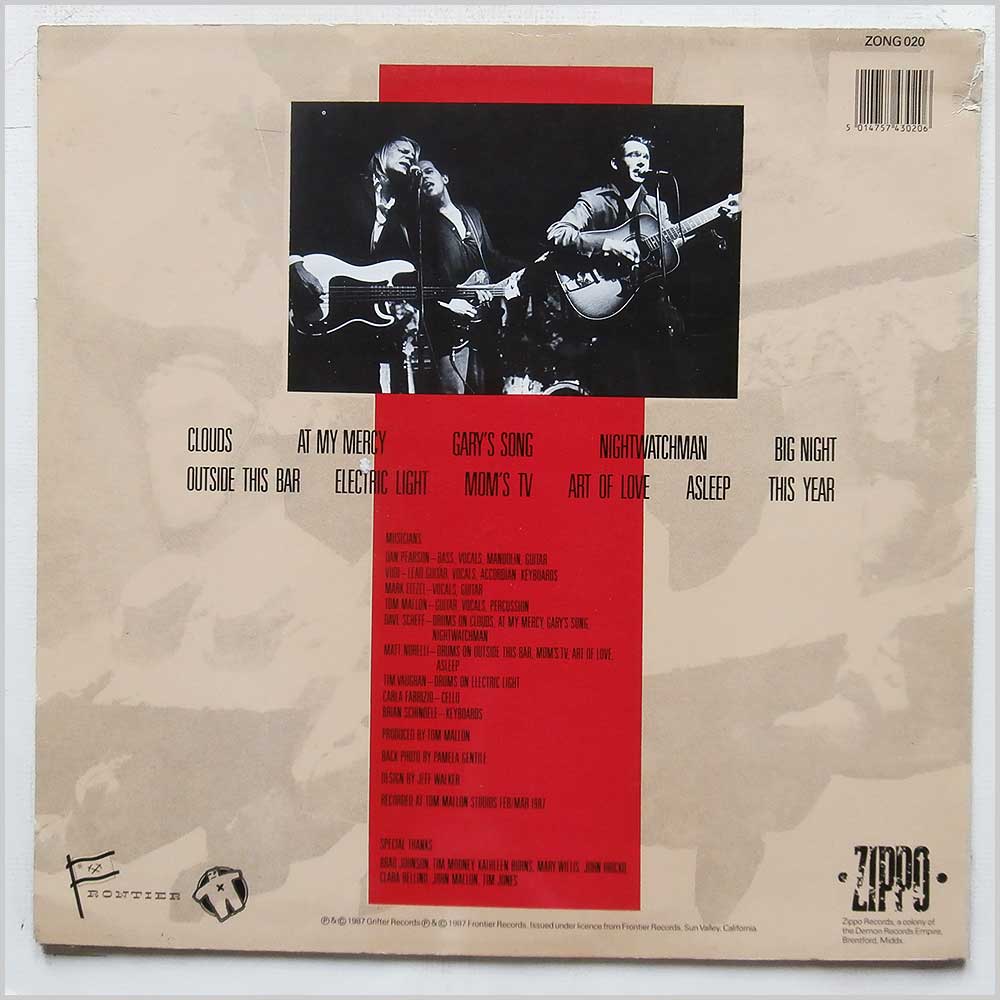 ZONG 020
5 014757 430206
CLOUDS AT MY MERCY GARY'S SONG NIGHTWATCHMAN BIG NIGHT
OUTSIDE THIS BAR ELECTRIC LIGHT MOM'S TV ART OF LOVE ASLEEP THIS YEAR
MUSICIANS
DAN PEARSON–BASS, VOCALS, MANDOLIN, GUITAR
VUDI–LEAD GUITAR, VOCALS, ACCORDIAN, KEYBOARDS
MARK EITZEL–VOCALS, GUITAR
TOM MALLON–GUITAR, VOCALS, PERCUSSION
DAVE SCHEFF–DRUMS ON CLOUDS, AT MY MERCY, GARY'S SONG,
NIGHTWATCHMAN
MATT NORELLI–DRUMS ON OUTSIDE THIS BAR, MOM'S TV, ART OF LOVE,
ASLEEP
TIM VAUGHAN–DRUMS ON ELECTRIC LIGHT
CARLA FABRIZIO–CELLO
BRIAN SCHINDELE–KEYBOARDS
PRODUCED BY TOM MALLON
BACK PHOTO BY PAMELA GENTILE
DESIGN BY JEFF WALKER
RECORDED AT TOM MALLON STUDIOS FEB/MAR 1987
SPECIAL THANKS
BRAD JOHNSON, TIM MOONEY, KATHLEEN BURNS, MARY WILLIS, JOHN HRICKO,
CLARA BELLINO, JOHN MALLON, TIM JONES
FRONTIER
ZIPPO
℗&© 1987 Grifter Records ℗ & © 1987 Frontier Records. Issued under licence from Frontier Records, Sun Valley, California.
Zippo Records, a colony of
the Demon Records Empire,
Brentford, Middx.